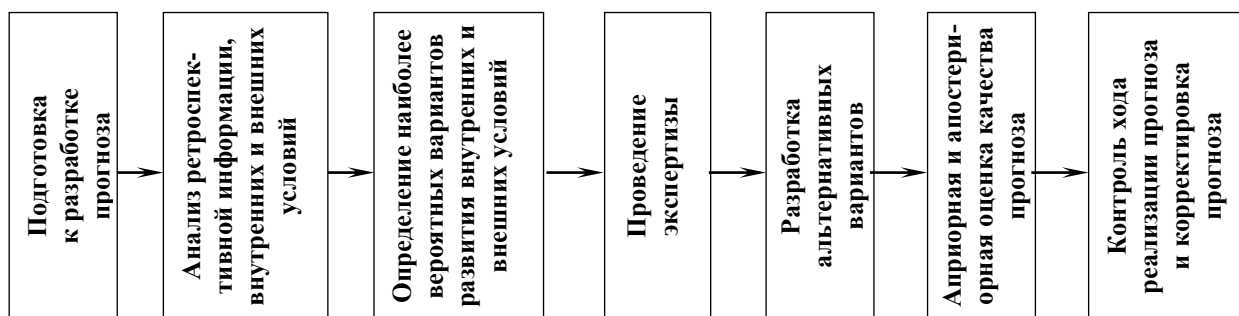 Подготовка
к разработке
прогноза
Анализ ретроспек-
тивной информации,
внутренних и внешних
условий
Определение наиболее
вероятных вариантов
развития внутренних и
внешних условий
Проведение
экспертизы
Разработка
альтернативных
вариантов
Априорная и апостери-
орная оценка качества
прогноза
Контроль хода
реализации прогноза
и корректировка
прогноза